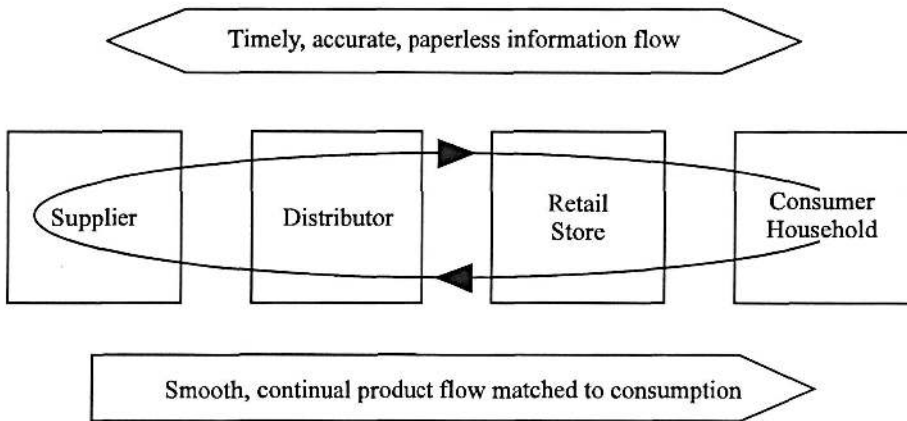 Timely, accurate, paperless information flow
Supplier
Distributor
Retail
Store
Consumer
Household
Smooth, continual product flow matched to consumption